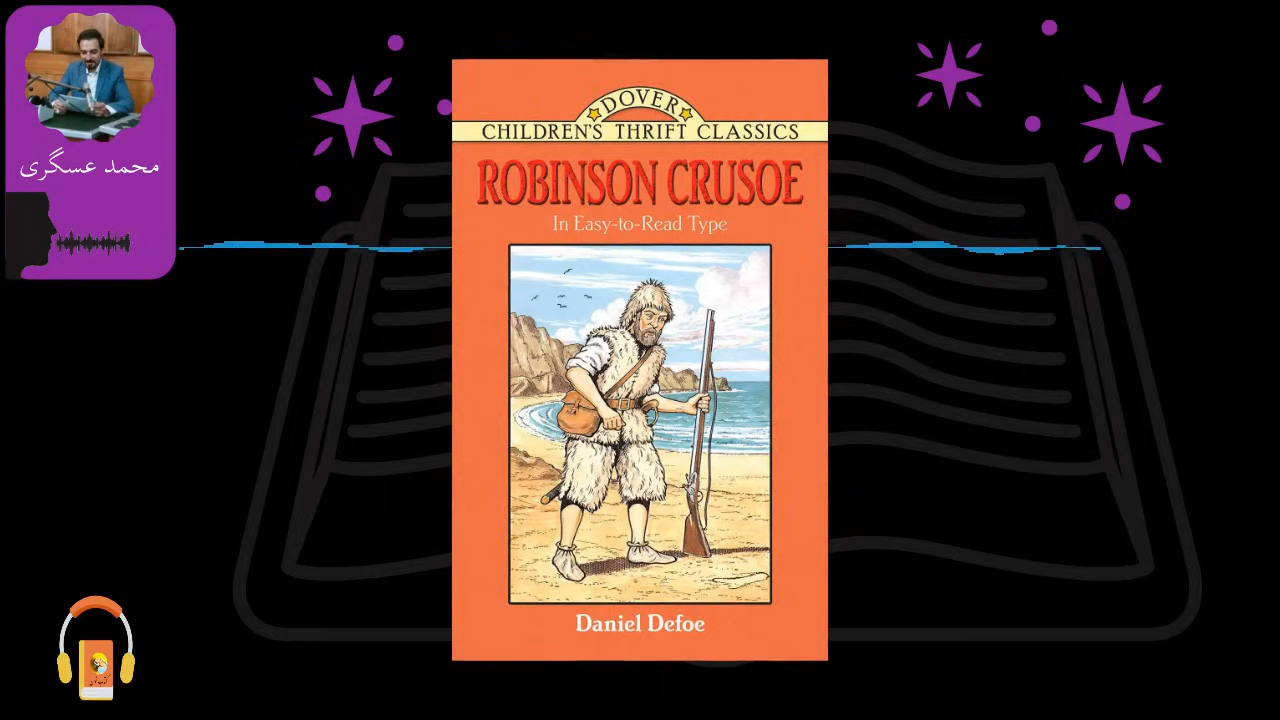 محمد عسگری
DOVER
CHILDREN'S THRIFT CLASSICS
ROBINSON CRUSOE
In Easy-to-Read Type
Daniel Defoe